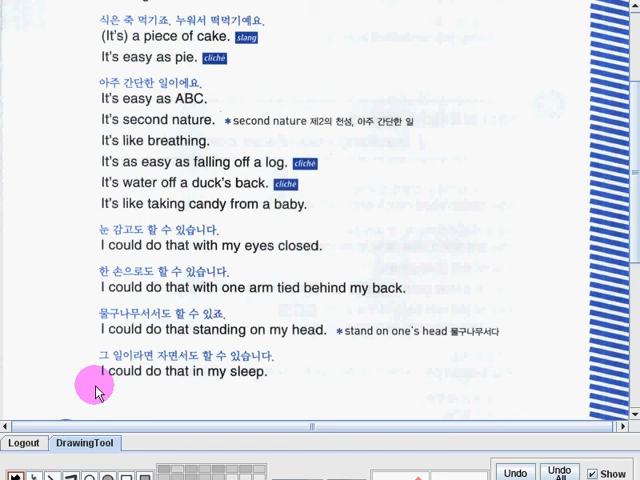 식은 죽 먹기죠. 누워서 떡먹기예요.
(It's) a piece of cake. slang
It's easy as pie. cliché
아주 간단한 일이에요.
It's easy as ABC.
It's second nature. *second nature 제2의 천성, 아주 간단한 일
It's like breathing.
It's as easy as falling off a log. cliché
It's water off a duck's back. cliché
It's like taking candy from a baby.
눈 감고도 할 수 있습니다.
I could do that with my eyes closed.
한 손으로도 할 수 있습니다.
I could do that with one arm tied behind my back.
물구나무서서도 할 수 있죠.
I could do that standing on my head. *stand on one's head 물구나무서다
그 일이라면 자면서도 할 수 있습니다.
I could do that in my sleep.
Logout DrawingTool
Undo Undo All Show